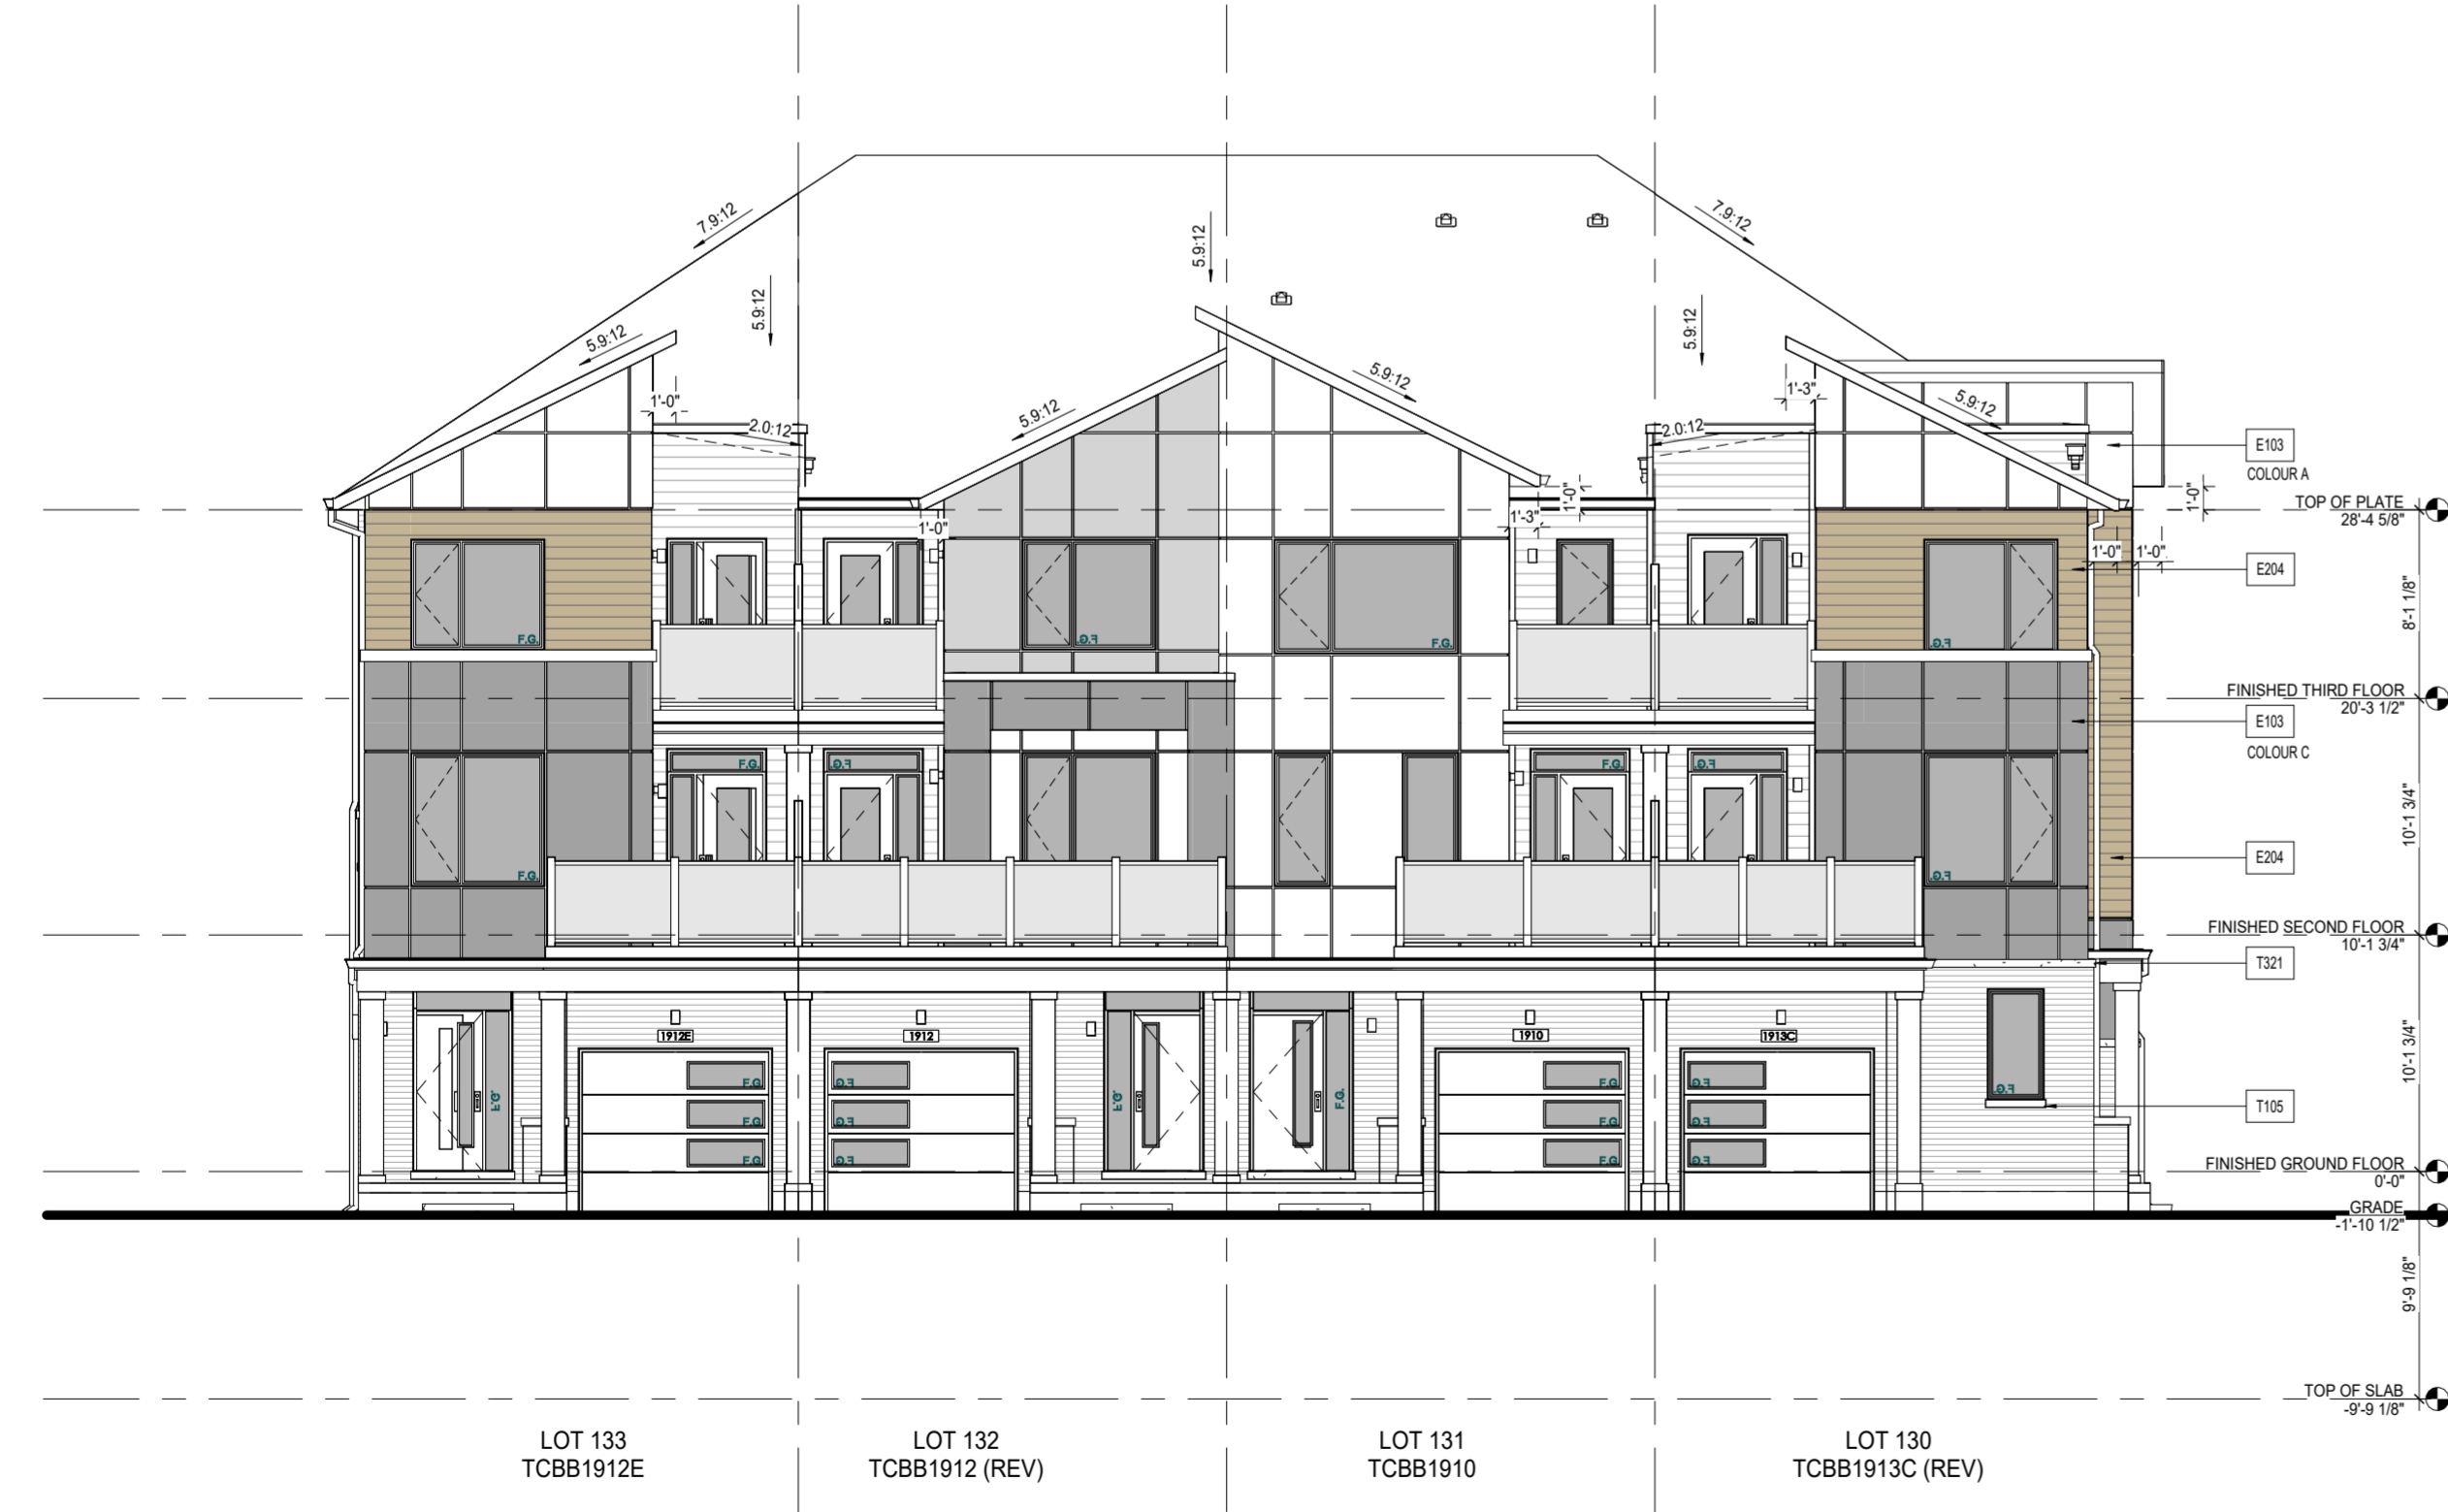 7.9:12
7.9:12
5.9:12
5.9:12
5.9:12
5.9:12
5.9:12
5.9:12
5.9:12
1'-0"
2.0:12
2.0:12
1'-3"
E103
COLOUR A
1'-0"
1'-0"
TOP OF PLATE
28'-4 5/8"
1'-0"
1'-3"
1'-0"
1'-0"
E204
8'-1 1/8"
F.G.
F.G.
F.G.
F.G.
FINISHED THIRD FLOOR
20'-3 1/2"
E103
COLOUR C
F.G.
F.G.
F.G.
F.G.
10'-1 3/4"
E204
F.G.
F.G.
FINISHED SECOND FLOOR
10'-1 3/4"
T321
1912E
1912
1910
1913C
10'-1 3/4"
F.G.
F.G.
F.G.
F.G.
F.G.
T105
F.G.
F.G.
F.G.
F.G.
F.G.
F.G.
F.G.
F.G.
F.G.
F.G.
F.G.
FINISHED GROUND FLOOR
0'-0"
GRADE
-1'-10 1/2"
9'-9 1/8"
TOP OF SLAB
-9'-9 1/8"
LOT 133
TCBB1912E
LOT 132
TCBB1912 (REV)
LOT 131
TCBB1910
LOT 130
TCBB1913C (REV)